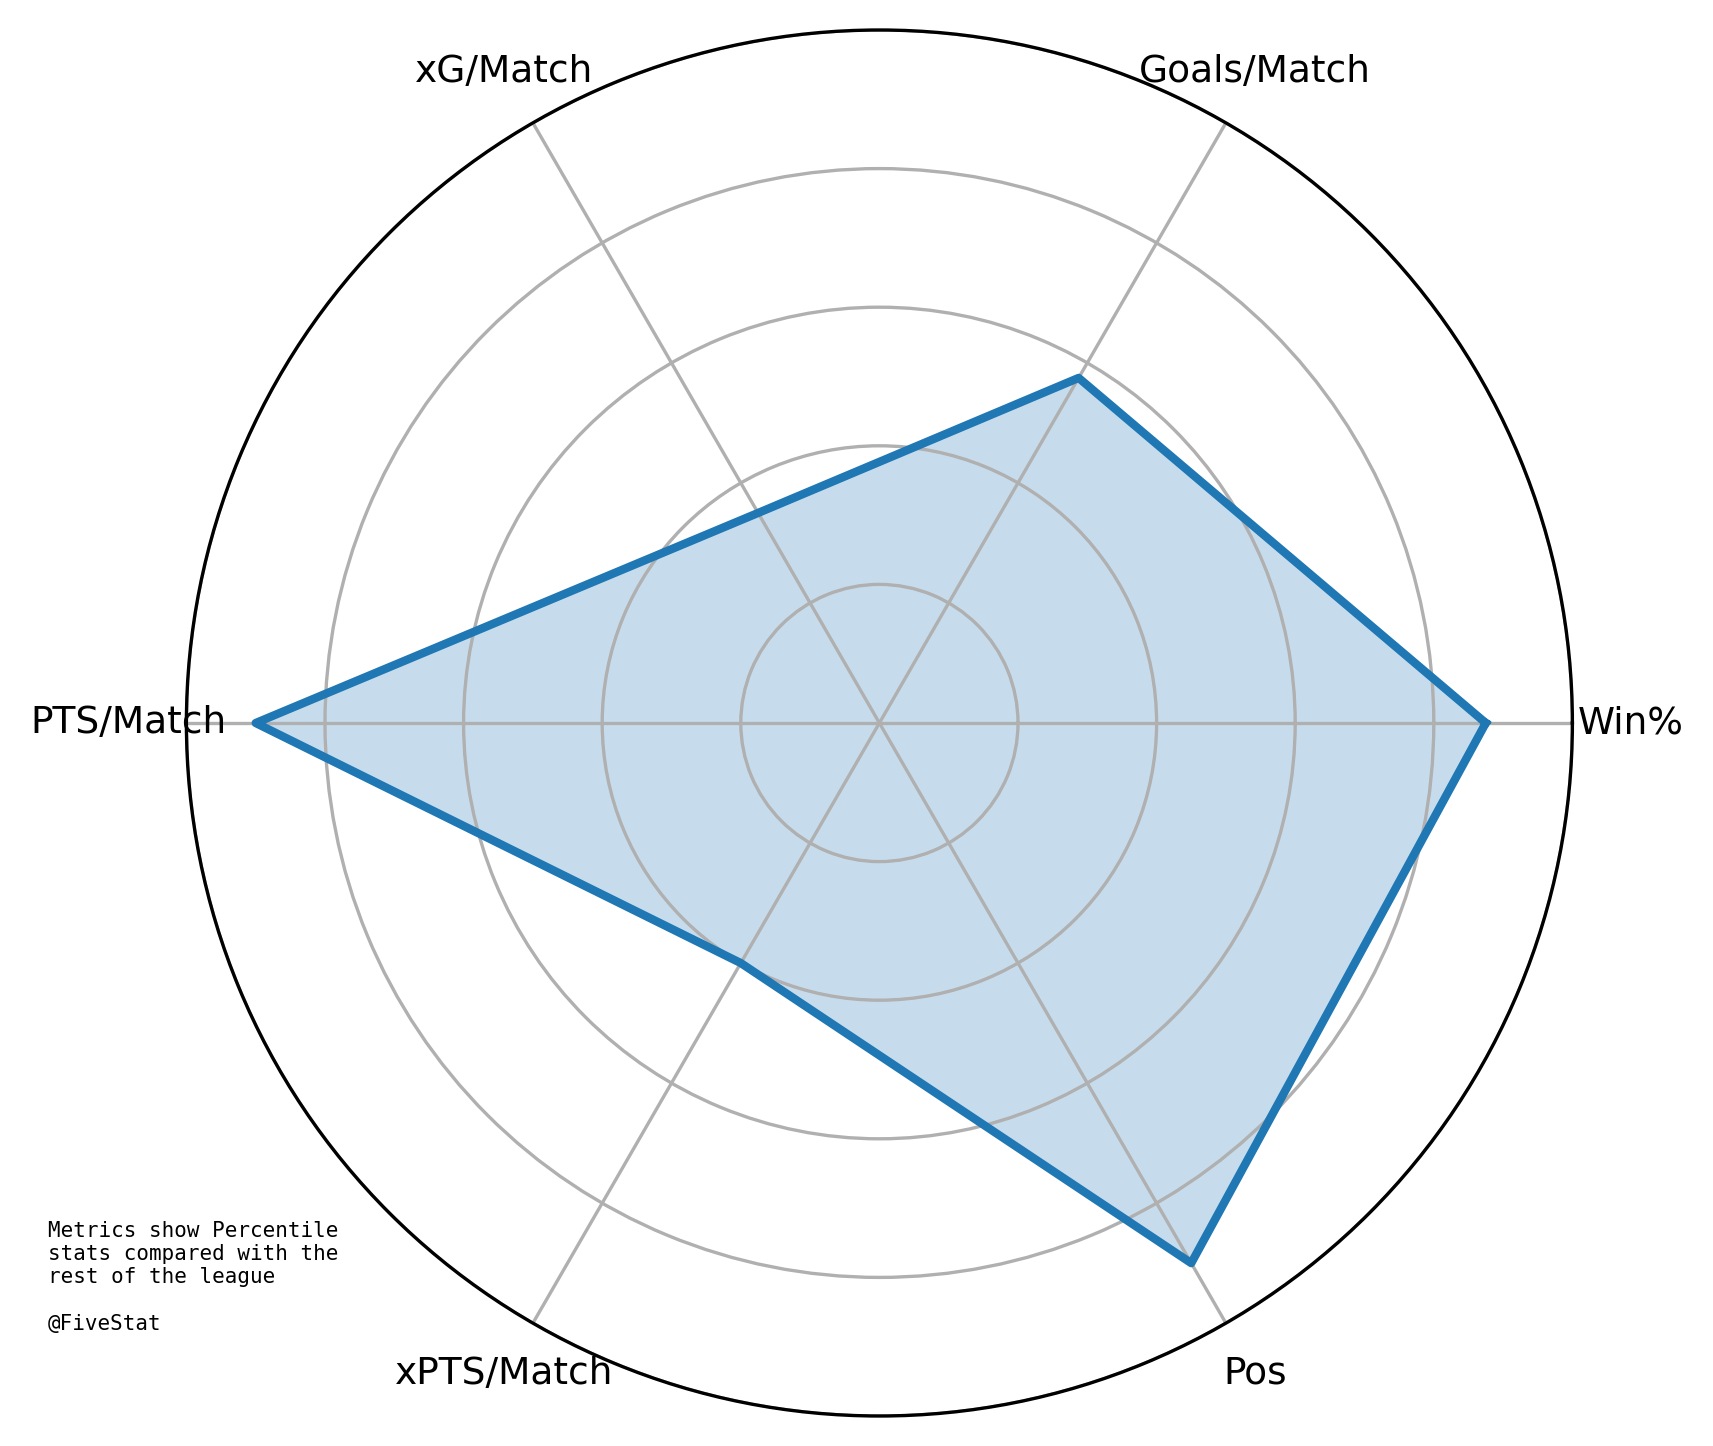 xG/Match
Goals/Match
PTS/Match
Win%
Metrics show Percentile
stats compared with the
rest of the league
@FiveStat
xPTS/Match
Pos